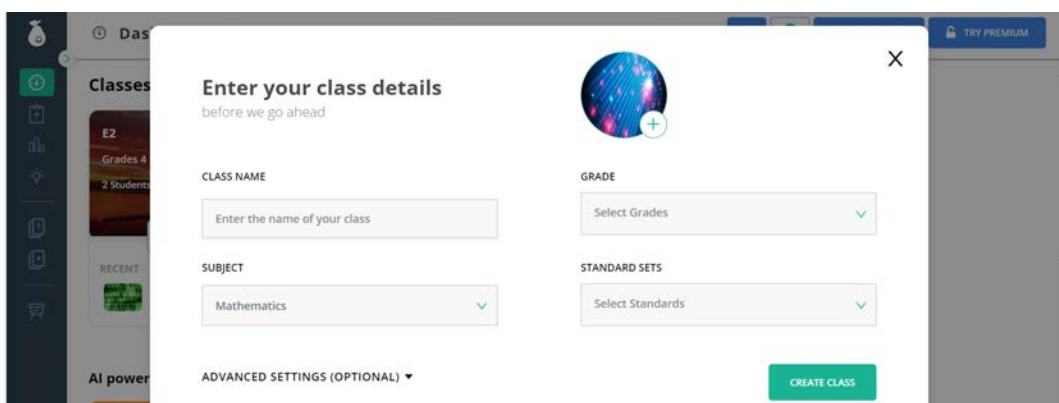 Das
TRY PREMIUM
Classes
E2
Grades 4
2 Students
RECENT
AI power
Enter your class details
before we go ahead
CLASS NAME
Enter the name of your class
GRADE
Select Grades
SUBJECT
Mathematics
STANDARD SETS
Select Standards
ADVANCED SETTINGS (OPTIONAL)
CREATE CLASS